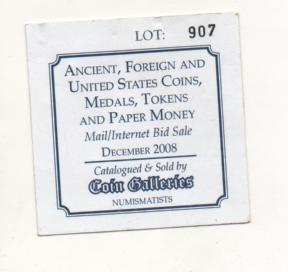 LOT: 907
ANCIENT, FOREIGN AND
UNITED STATES COINS,
MEDALS, TOKENS
AND PAPER MONEY
Mail/Internet Bid Sale
DECEMBER 2008
Catalogued & Sold by
Coin Galleries
NUMISMATISTS